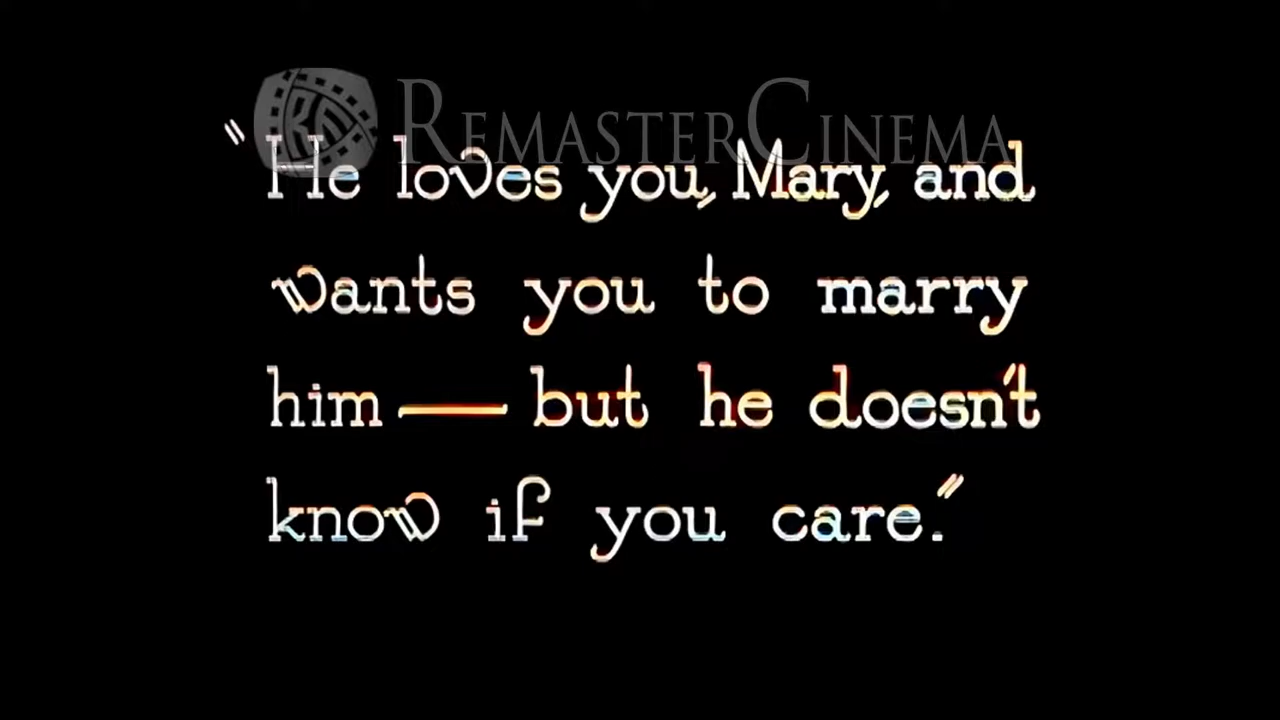 REMASTERCINEMA
"He loves you, Mary, and
wants you to marry
him — but he doesn't
know if you care."